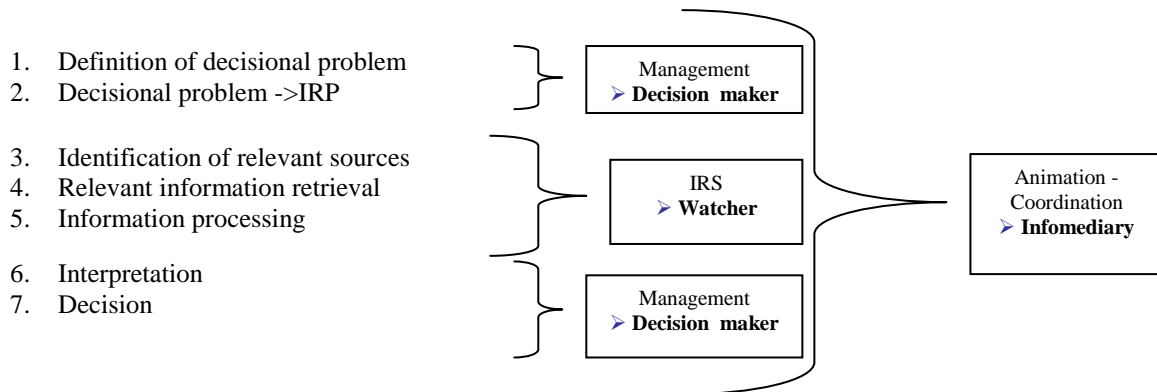 1. Definition of decisional problem
2. Decisional problem ->IRP
3. Identification of relevant sources
4. Relevant information retrieval
5. Information processing
6. Interpretation
7. Decision
Management
➢ Decision maker
IRS
➢ Watcher
Management
➢ Decision maker
Animation -
Coordination
➢ Infomediary